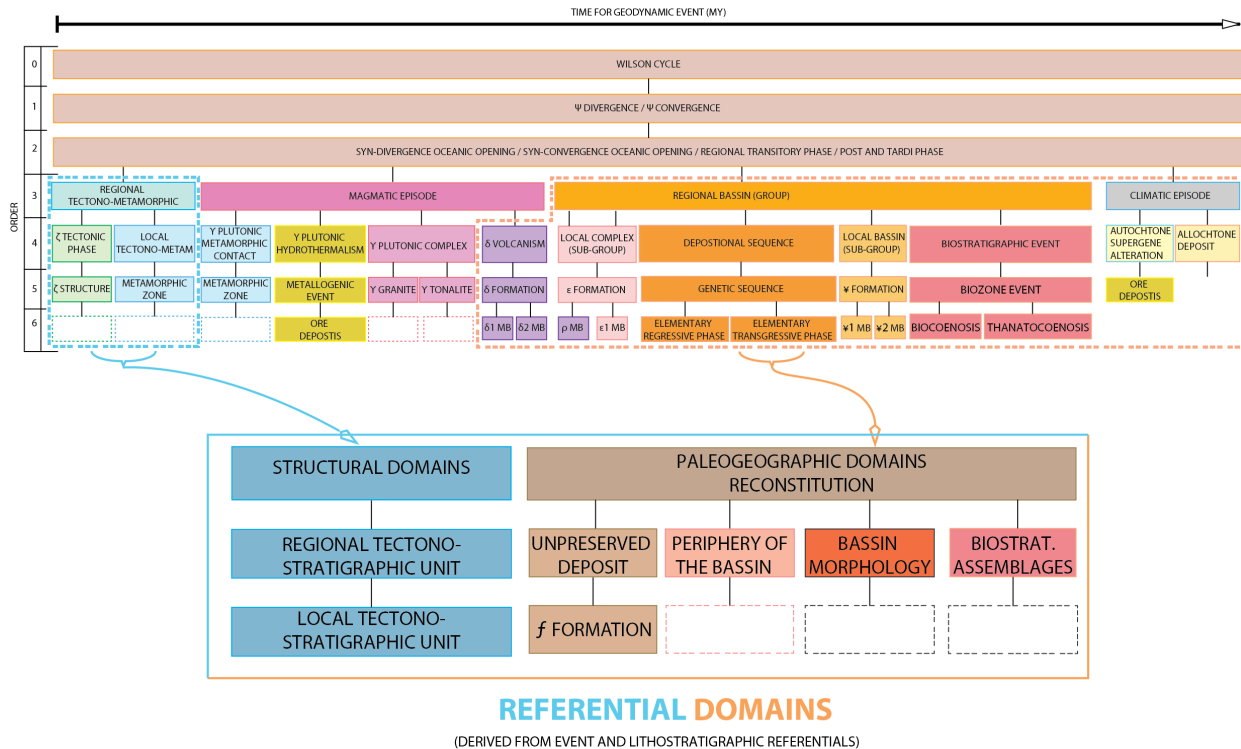 TIME FOR GEODYNAMIC EVENT (MY)
ORDER
0
WILSON CYCLE
1
Ψ DIVERGENCE / Ψ CONVERGENCE
2
SYN-DIVERGENCE OCEANIC OPENING / SYN-CONVERGENCE OCEANIC OPENING / REGIONAL TRANSITORY PHASE / POST AND TARDI PHASE
3
REGIONAL
TECTONO-METAMORPHIC
MAGMATIC EPISODE
REGIONAL BASSIN (GROUP)
CLIMATIC EPISODE
4
ζ TECTONIC
PHASE
LOCAL
TECTONO-METAM
γ PLUTONIC
METAMORPHIC
CONTACT
γ PLUTONIC
HYDROTHERMALISM
γ PLUTONIC COMPLEX
δ VOLCANISM
LOCAL COMPLEX
(SUB-GROUP)
DEPOSTIONAL SEQUENCE
LOCAL BASSIN
(SUB-GROUP)
BIOSTRATIGRAPHIC EVENT
AUTOCHTONE
SUPERGENE
ALTERATION
ALLOCHTONE
DEPOSIT
5
ζ STRUCTURE
METAMORPHIC
ZONE
METAMORPHIC
ZONE
METALLOGENIC
EVENT
γ GRANITE
γ TONALITE
δ FORMATION
ε FORMATION
GENETIC SEQUENCE
¥ FORMATION
BIOZONE EVENT
ORE
DEPOSTIS
6
ORE
DEPOSTIS
δ1 MB
δ2 MB
ρ MB
ε1 MB
ELEMENTARY
REGRESSIVE PHASE
ELEMENTARY
TRANSGRESSIVE PHASE
¥1 MB
¥2 MB
BIOCOENOSIS
THANATOCOENOSIS
STRUCTURAL DOMAINS
PALEOGEOGRAPHIC DOMAINS
RECONSTITUTION
REGIONAL TECTONO-
STRATIGRAPHIC UNIT
UNPRESERVED
DEPOSIT
PERIPHERY OF
THE BASSIN
BASSIN
MORPHOLOGY
BIOSTRAT.
ASSEMBLAGES
LOCAL TECTONO-
STRATIGRAPHIC UNIT
ƒ FORMATION
REFERENTIAL DOMAINS
(DERIVED FROM EVENT AND LITHOSTRATIGRAPHIC REFERENTIALS)